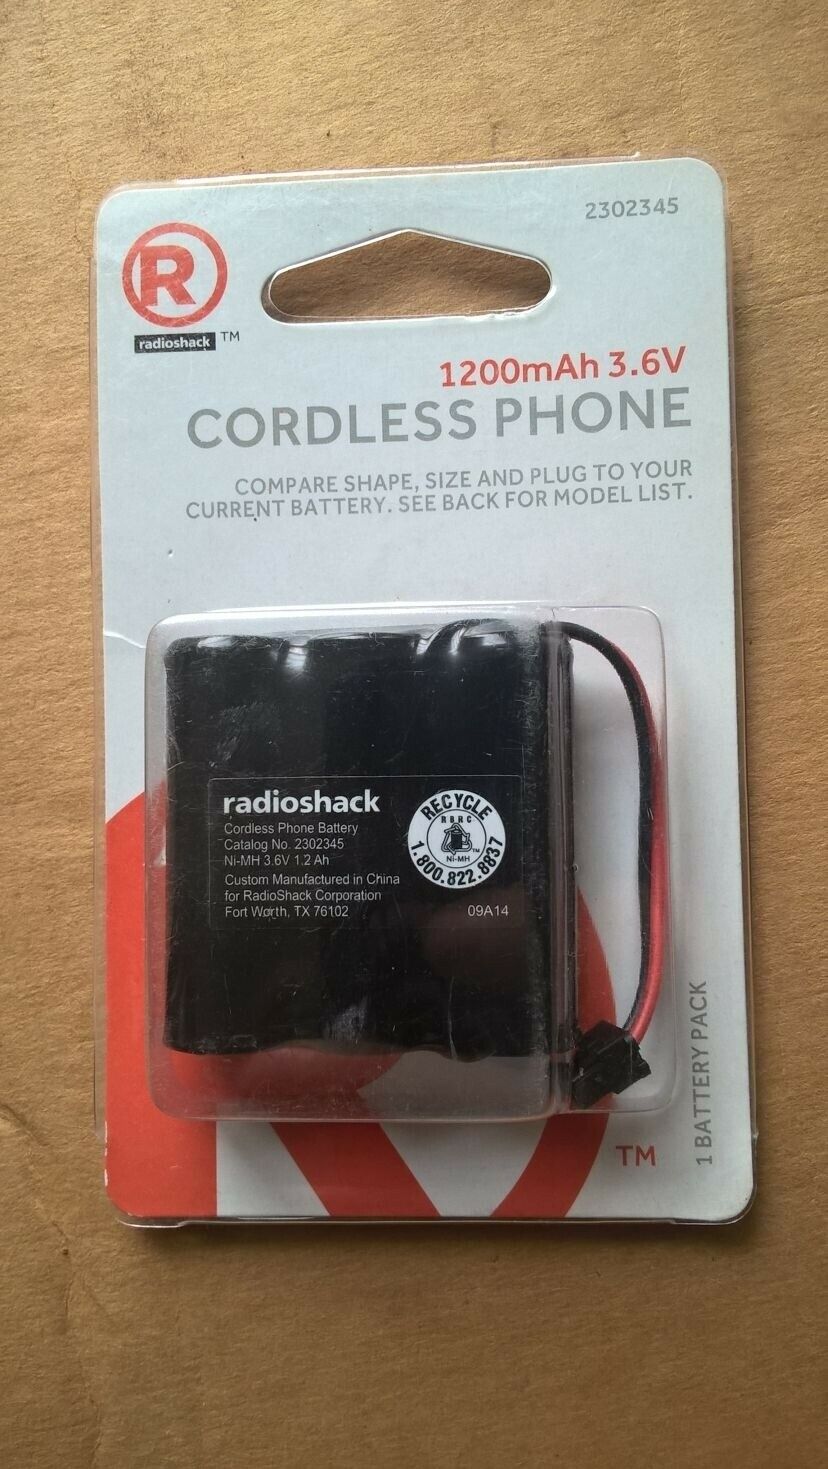 2302345
R
radioshack ™
1200mAh 3.6V
CORDLESS PHONE
COMPARE SHAPE, SIZE AND PLUG TO YOUR
CURRENT BATTERY. SEE BACK FOR MODEL LIST.
radioshack
Cordless Phone Battery
Catalog No. 2302345
Ni-MH 3.6V 1.2 Ah
Custom Manufactured in China
for RadioShack Corporation
Fort Worth, TX 76102
09A14
RECYCLE
RBRC
™
Ni-MH
1.800.822.8837
1 BATTERY PACK
TM